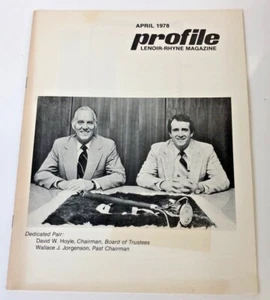 APRIL 1978
profile
LENOIR-RHYNE MAGAZINE
Dedicated Pair:
David W. Hoyle, Chairman, Board of Trustees
Wallace J. Jorgenson, Past Chairman